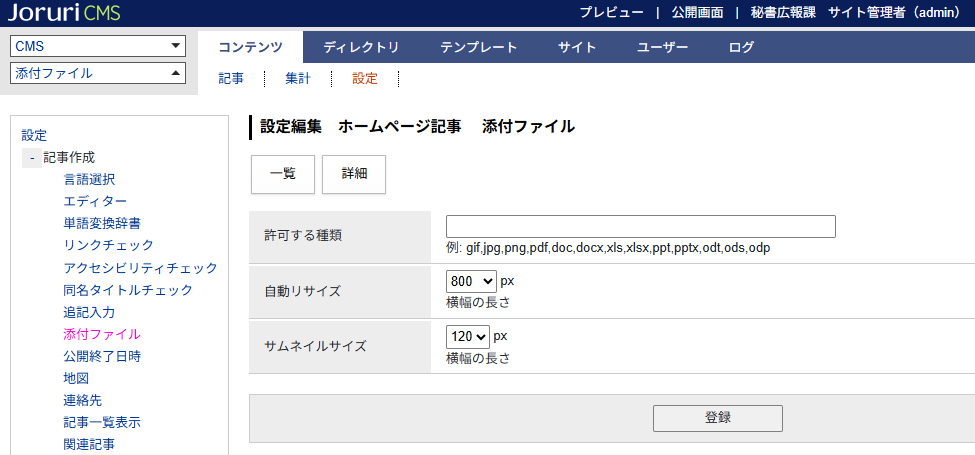 Joruri CMS プレビュー | 公開画面 | 秘書広報課 サイト管理者（admin）
CMS
添付ファイル
コンテンツ ディレクトリ テンプレート サイト ユーザー ログ
記事 集計 設定
設定
- 記事作成
言語選択
エディター
単語変換辞書
リンクチェック
アクセシビリティチェック
同名タイトルチェック
追記入力
添付ファイル
公開終了日時
地図
連絡先
記事一覧表示
関連記事
設定編集 ホームページ記事 添付ファイル
一覧 詳細
許可する種類
例: gif,jpg,png,pdf,doc,docx,xls,xlsx,ppt,pptx,odt,ods,odp
自動リサイズ 800 px
横幅の長さ
サムネイルサイズ 120 px
横幅の長さ
登録